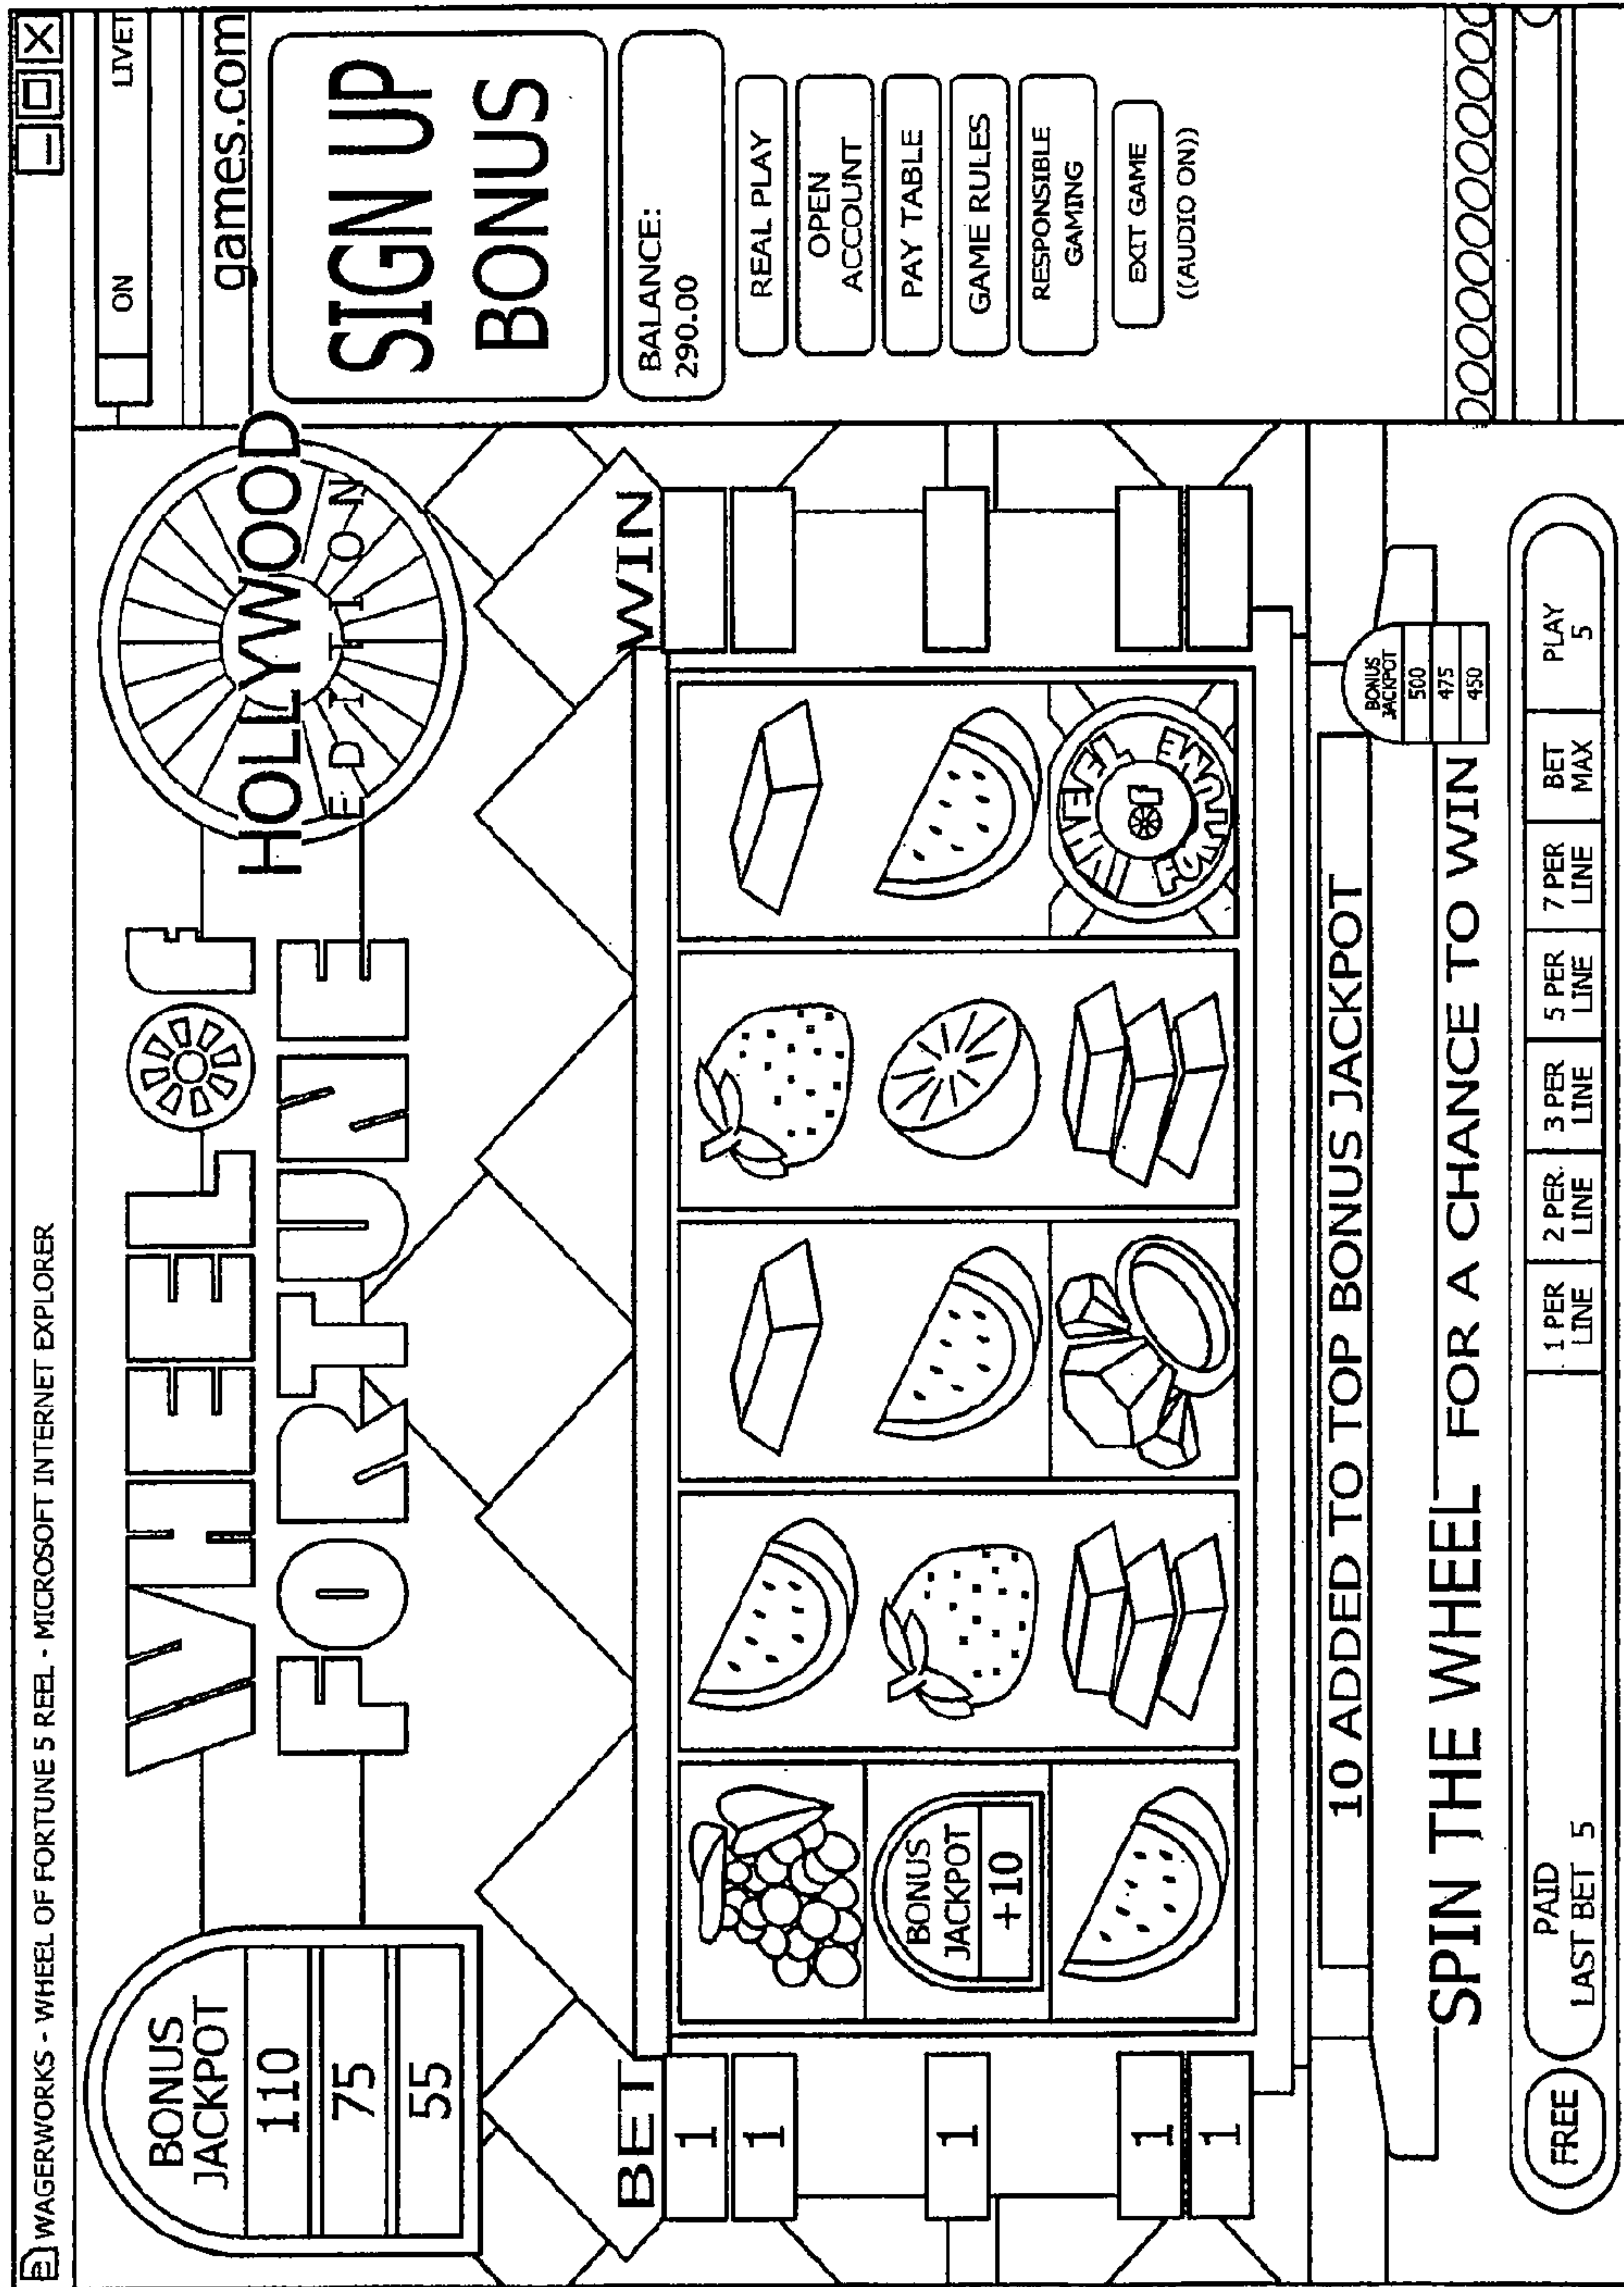 WAGERWORKS - WHEEL OF FORTUNE 5 REEL - MICROSOFT INTERNET EXPLORER
ON
LIVET
games.com
BONUS
JACKPOT
110
75
55
WHEEL OF
FORTUNE
HOLLYWOOD
EDITION
SIGN UP
BONUS
BALANCE:
290.00
REAL PLAY
OPEN
ACCOUNT
PAY TABLE
GAME RULES
RESPONSIBLE
GAMING
EXIT GAME
((AUDIO ON))
BET
WIN
1
1
1
1
1
BONUS
JACKPOT
+10
WHEEL
OF
FORTUNE
10 ADDED TO TOP BONUS JACKPOT
BONUS
JACKPOT
500
475
450
SPIN THE WHEEL FOR A CHANCE TO WIN
FREE
PAID
LAST BET 5
1 PER
LINE
2 PER.
LINE
3 PER
LINE
5 PER
LINE
7 PER
LINE
BET
MAX
PLAY
5